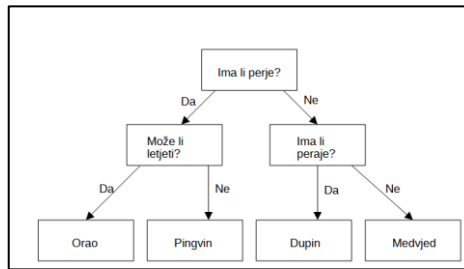 Ima li perje?
Da
Ne
Može li
letjeti?
Ima li
peraje?
Da
Ne
Da
Ne
Orao
Pingvin
Dupin
Medvjed